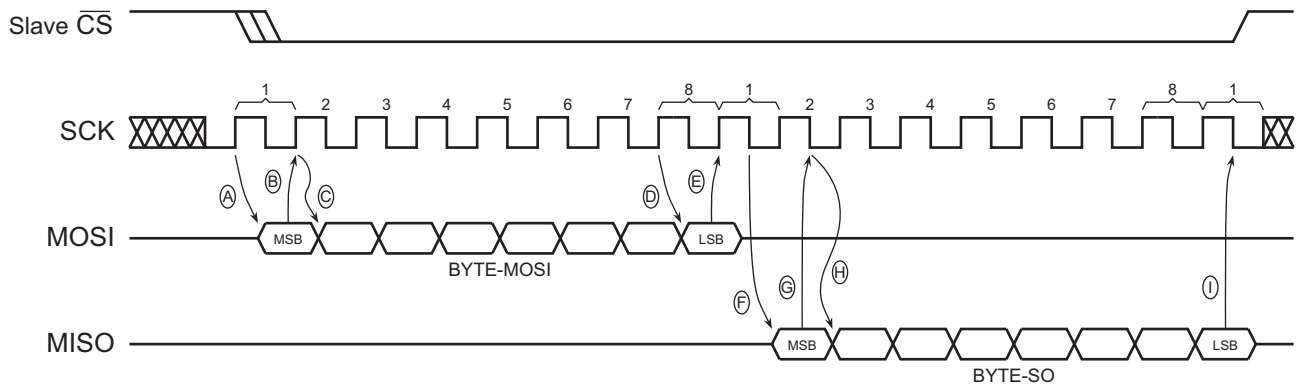 Slave CS
1 2 3 4 5 6 7 8 1 2 3 4 5 6 7 8 1
SCK
A B C D E
MOSI MSB LSB
BYTE-MOSI
F G H I
MISO MSB LSB
BYTE-SO